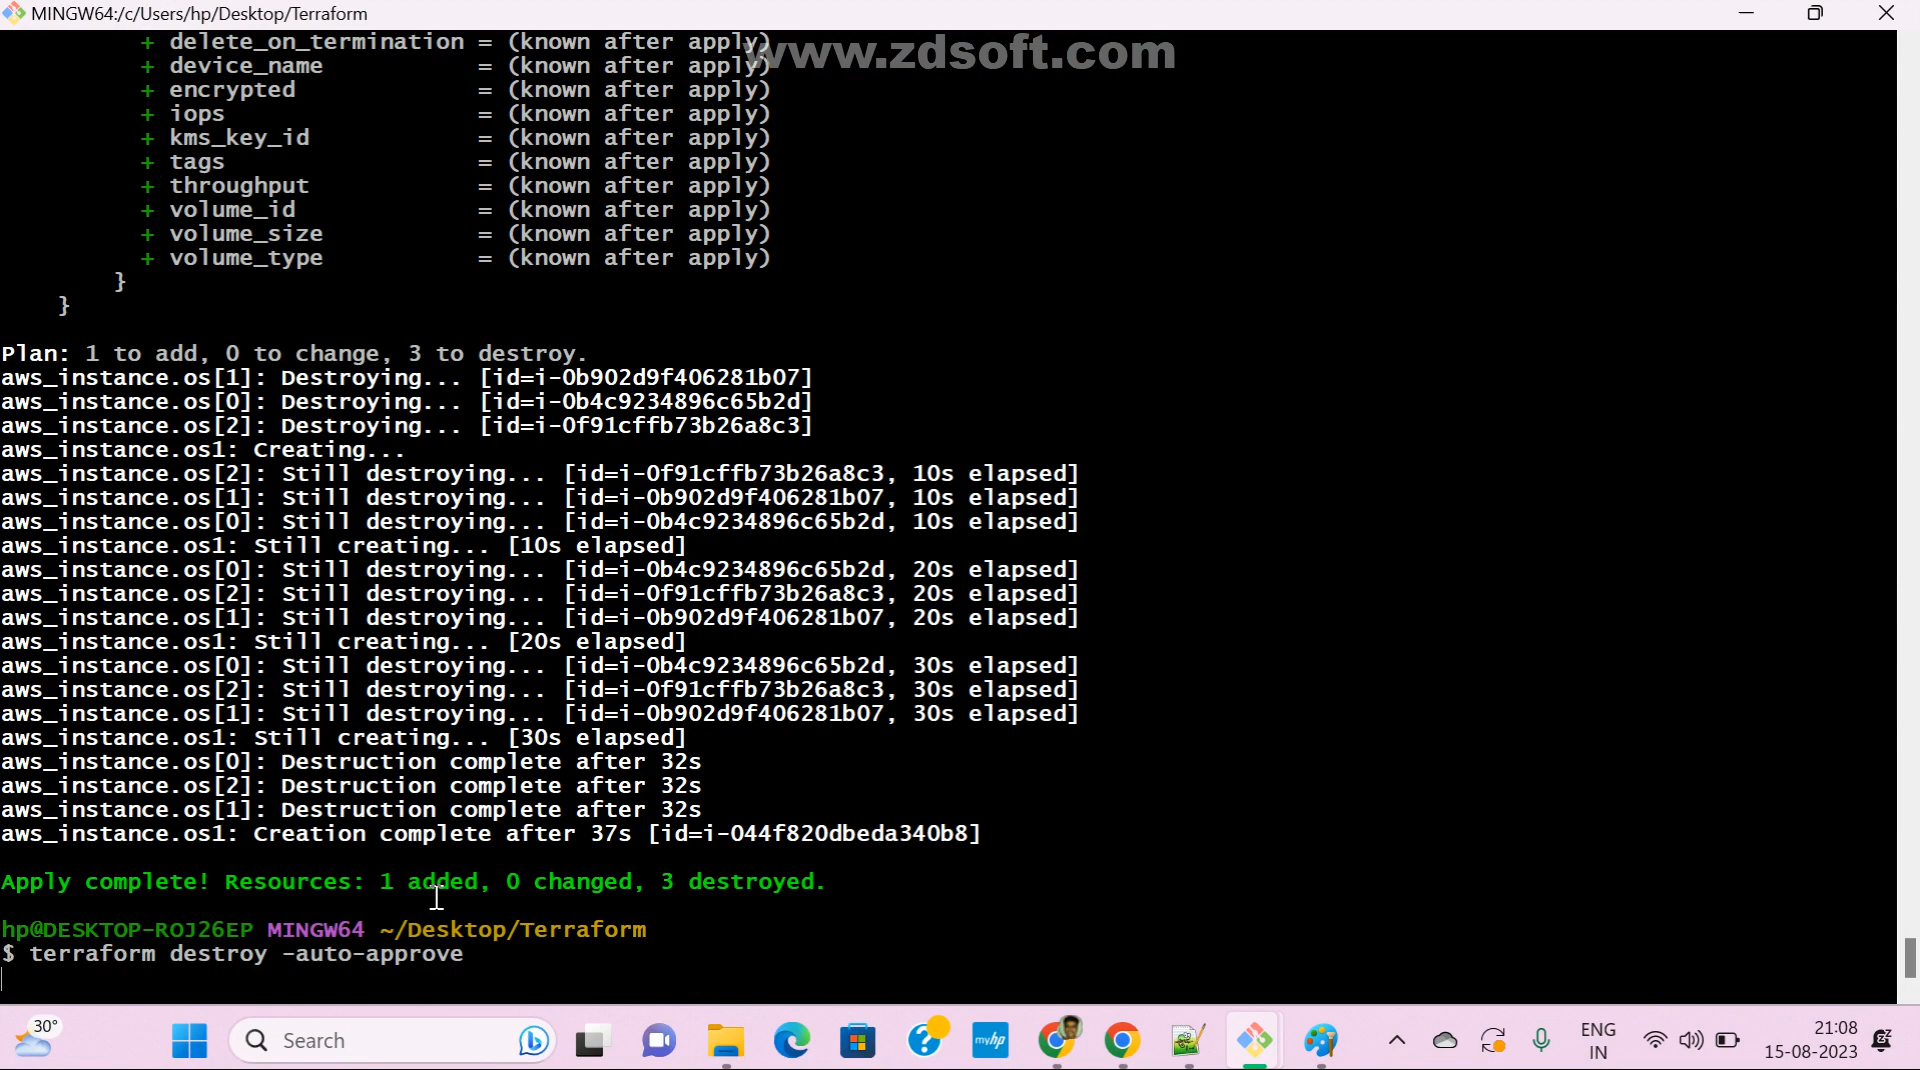 MINGW64:/c/Users/hp/Desktop/Terraform
www.zdsoft.com
+ delete_on_termination = (known after apply)
+ device_name = (known after apply)
+ encrypted = (known after apply)
+ iops = (known after apply)
+ kms_key_id = (known after apply)
+ tags = (known after apply)
+ throughput = (known after apply)
+ volume_id = (known after apply)
+ volume_size = (known after apply)
+ volume_type = (known after apply)
}
}
Plan: 1 to add, 0 to change, 3 to destroy.
aws_instance.os[1]: Destroying... [id=i-0b902d9f406281b07]
aws_instance.os[0]: Destroying... [id=i-0b4c9234896c65b2d]
aws_instance.os[2]: Destroying... [id=i-0f91cffb73b26a8c3]
aws_instance.os1: Creating...
aws_instance.os[2]: Still destroying... [id=i-0f91cffb73b26a8c3, 10s elapsed]
aws_instance.os[1]: Still destroying... [id=i-0b902d9f406281b07, 10s elapsed]
aws_instance.os[0]: Still destroying... [id=i-0b4c9234896c65b2d, 10s elapsed]
aws_instance.os1: Still creating... [10s elapsed]
aws_instance.os[0]: Still destroying... [id=i-0b4c9234896c65b2d, 20s elapsed]
aws_instance.os[2]: Still destroying... [id=i-0f91cffb73b26a8c3, 20s elapsed]
aws_instance.os[1]: Still destroying... [id=i-0b902d9f406281b07, 20s elapsed]
aws_instance.os1: Still creating... [20s elapsed]
aws_instance.os[0]: Still destroying... [id=i-0b4c9234896c65b2d, 30s elapsed]
aws_instance.os[2]: Still destroying... [id=i-0f91cffb73b26a8c3, 30s elapsed]
aws_instance.os[1]: Still destroying... [id=i-0b902d9f406281b07, 30s elapsed]
aws_instance.os1: Still creating... [30s elapsed]
aws_instance.os[0]: Destruction complete after 32s
aws_instance.os[2]: Destruction complete after 32s
aws_instance.os[1]: Destruction complete after 32s
aws_instance.os1: Creation complete after 37s [id=i-044f820dbeda340b8]
Apply complete! Resources: 1 added, 0 changed, 3 destroyed.
hp@DESKTOP-ROJ26EP MINGW64 ~/Desktop/Terraform
$ terraform destroy -auto-approve
30°
Search
myhp
ENG
IN
21:08
15-08-2023